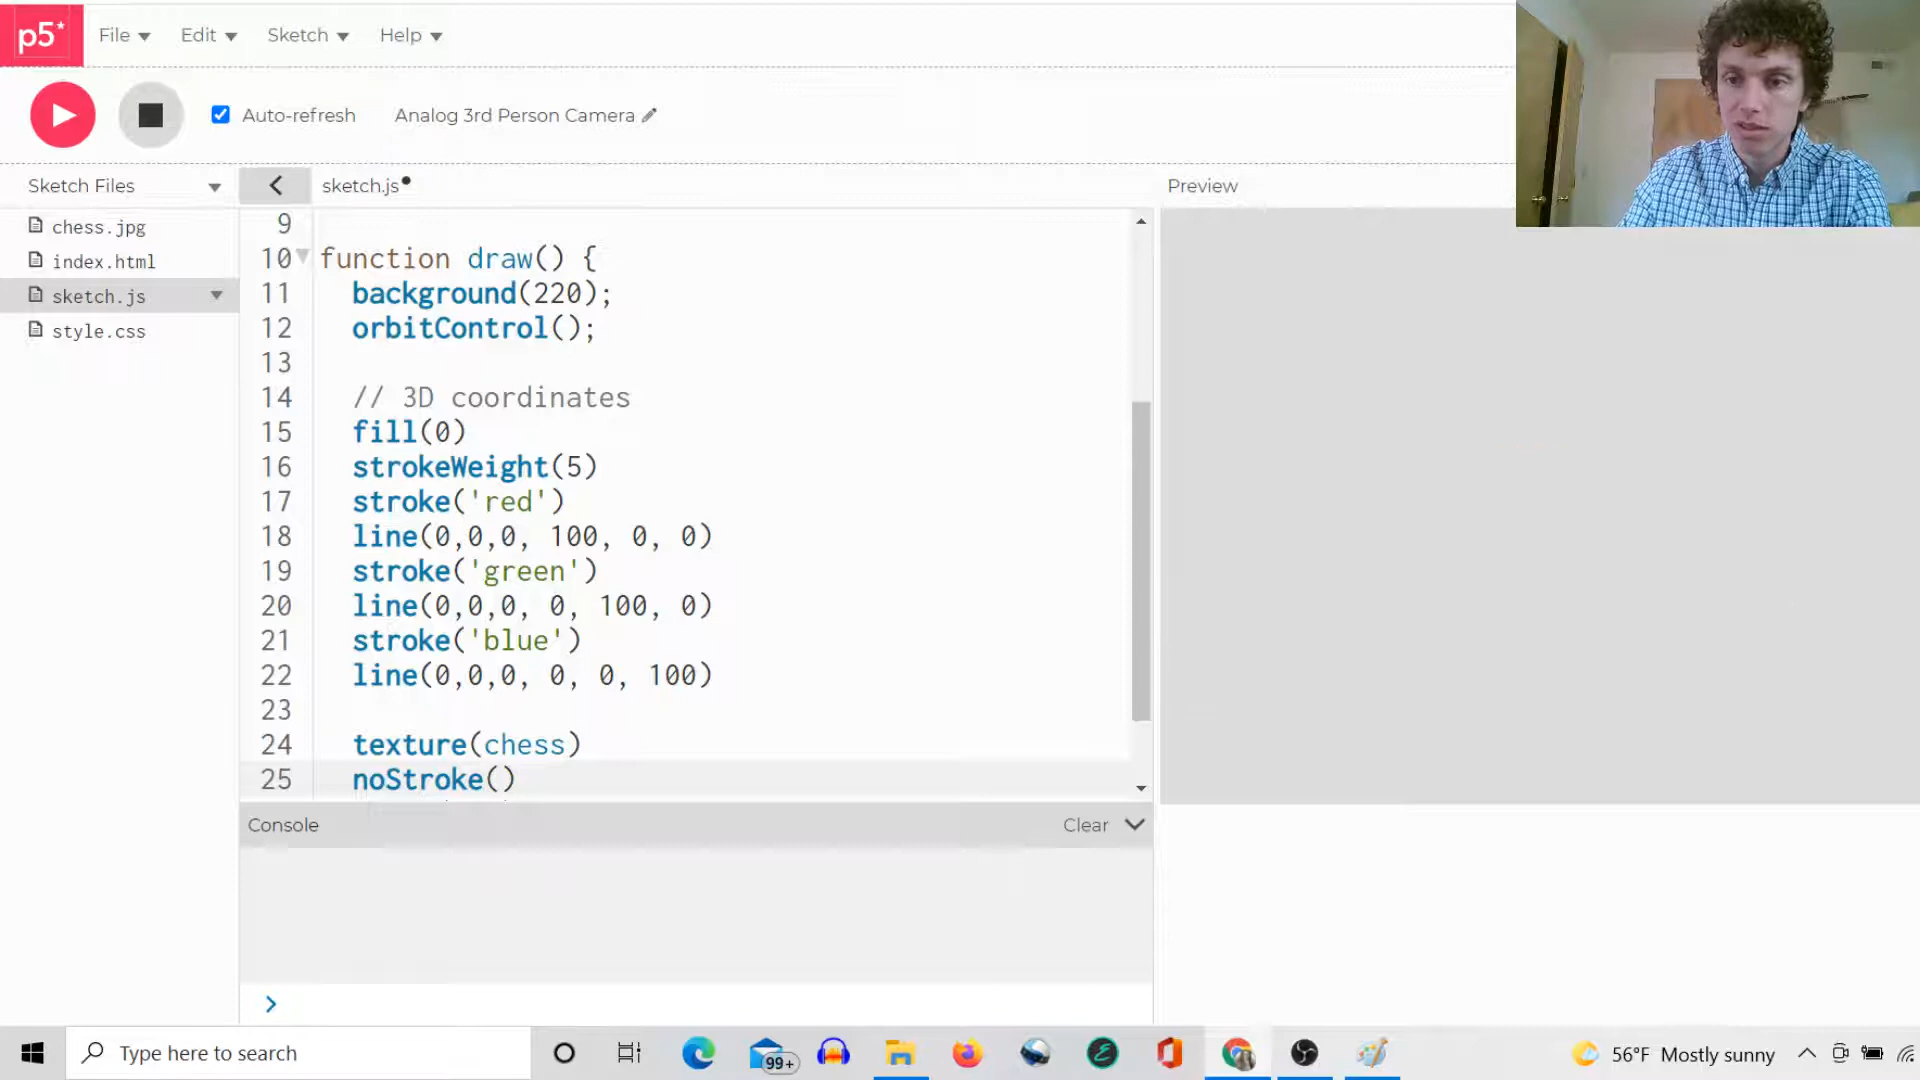 p5*
File Edit Sketch Help
Auto-refresh Analog 3rd Person Camera
Sketch Files
sketch.js
Preview
chess.jpg
index.html
sketch.js
style.css
9
10 function draw() {
11 background(220);
12 orbitControl();
13
14 // 3D coordinates
15 fill(0)
16 strokeWeight(5)
17 stroke('red')
18 line(0,0,0, 100, 0, 0)
19 stroke('green')
20 line(0,0,0, 0, 100, 0)
21 stroke('blue')
22 line(0,0,0, 0, 0, 100)
23
24 texture(chess)
25 noStroke()
Console
Clear
>
Type here to search
99+
56°F Mostly sunny